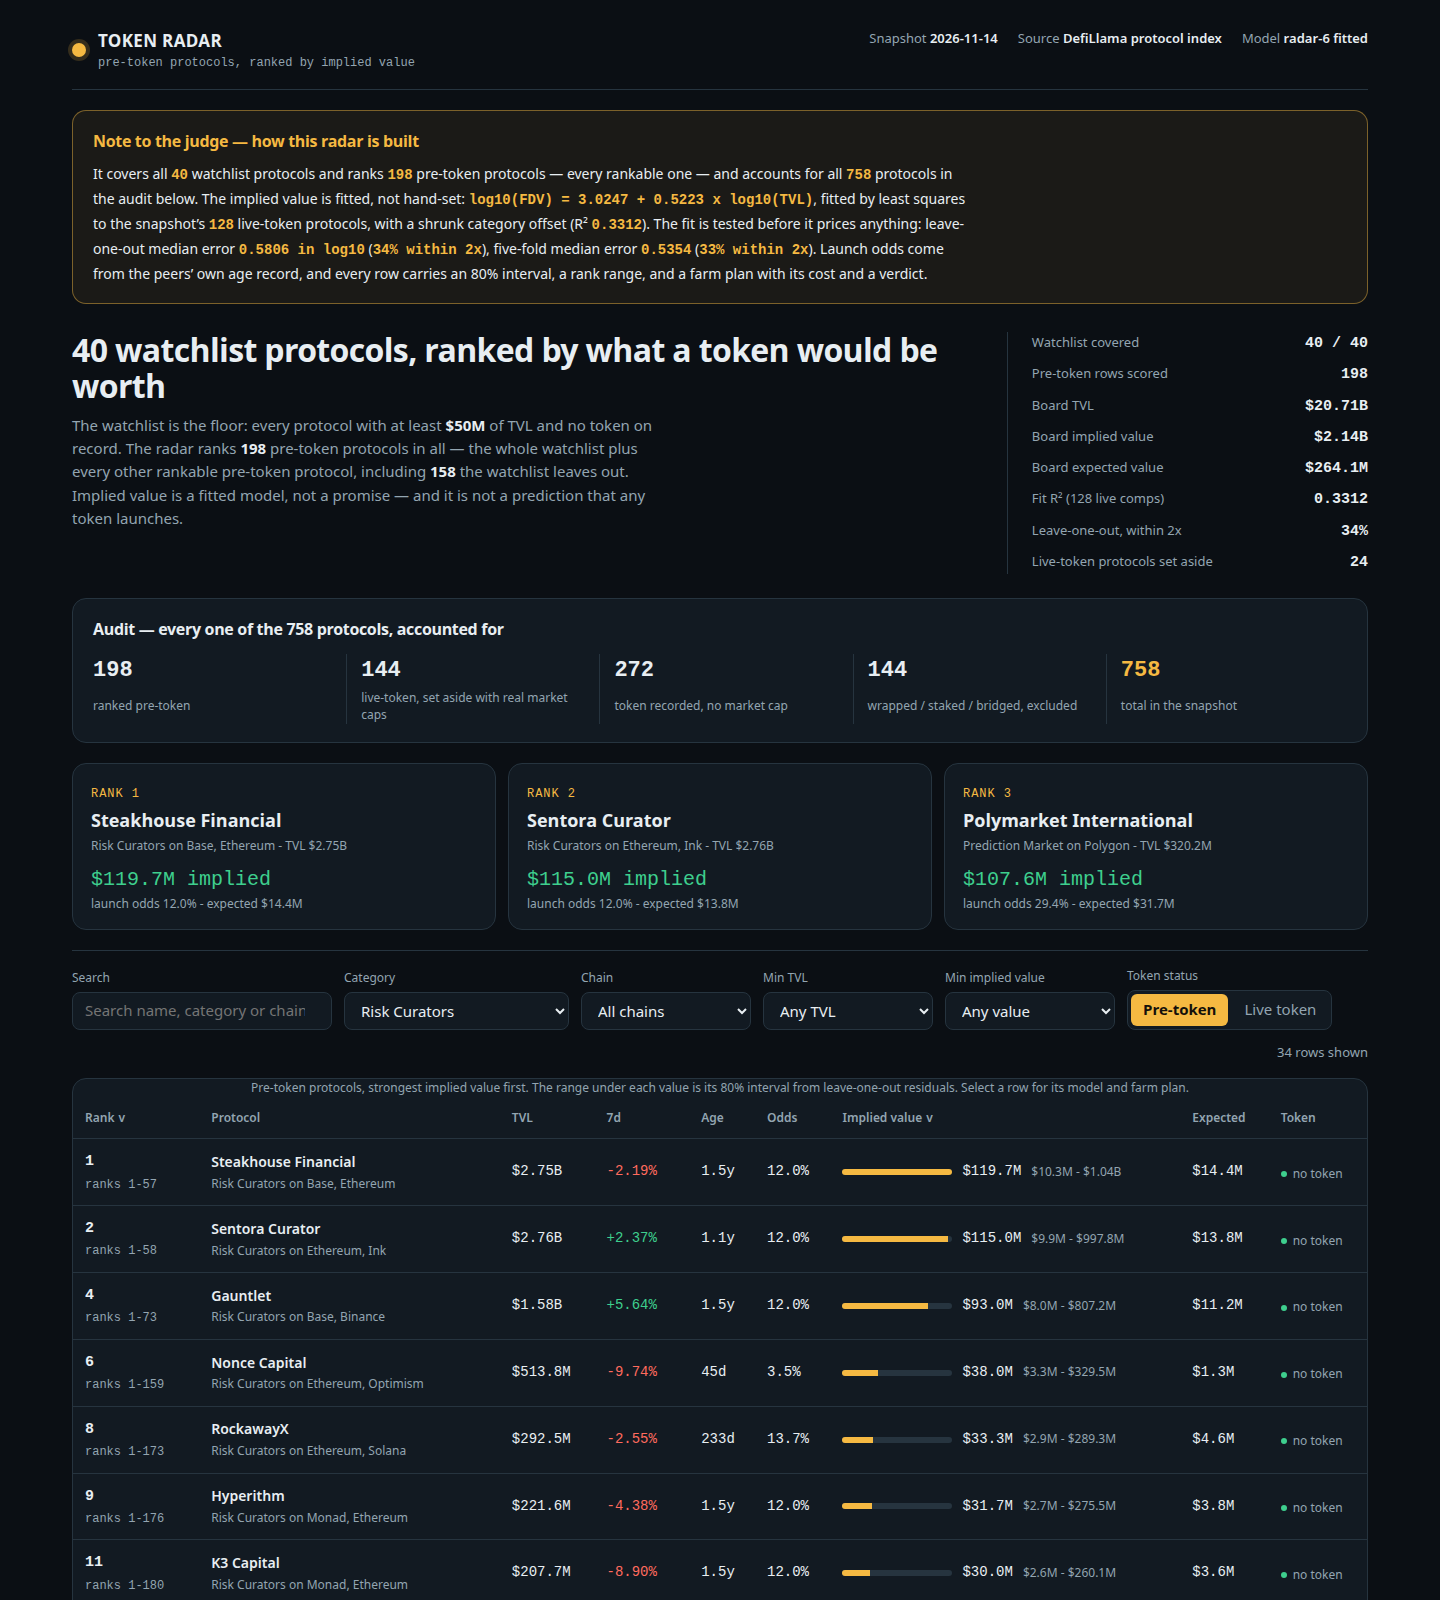 TOKEN RADAR
pre-token protocols, ranked by implied value
Snapshot 2026-11-14 Source DefiLlama protocol index Model radar-6 fitted
Note to the judge — how this radar is built
It covers all 40 watchlist protocols and ranks 198 pre-token protocols — every rankable one — and accounts for all 758 protocols in
the audit below. The implied value is fitted, not hand-set: log10(FDV) = 3.0247 + 0.5223 x log10(TVL), fitted by least squares
to the snapshot's 128 live-token protocols, with a shrunk category offset (R² 0.3312). The fit is tested before it prices anything: leave-
one-out median error 0.5806 in log10 (34% within 2x), five-fold median error 0.5354 (33% within 2x). Launch odds come
from the peers' own age record, and every row carries an 80% interval, a rank range, and a farm plan with its cost and a verdict.
40 watchlist protocols, ranked by what a token would be
worth
The watchlist is the floor: every protocol with at least $50M of TVL and no token on
record. The radar ranks 198 pre-token protocols in all — the whole watchlist plus
every other rankable pre-token protocol, including 158 the watchlist leaves out.
Implied value is a fitted model, not a promise — and it is not a prediction that any
token launches.
Watchlist covered 40 / 40
Pre-token rows scored 198
Board TVL $20.71B
Board implied value $2.14B
Board expected value $264.1M
Fit R² (128 live comps) 0.3312
Leave-one-out, within 2x 34%
Live-token protocols set aside 24
Audit — every one of the 758 protocols, accounted for
198 144 272 144 758
ranked pre-token live-token, set aside with real market caps token recorded, no market cap wrapped / staked / bridged, excluded total in the snapshot
RANK 1
Steakhouse Financial
Risk Curators on Base, Ethereum - TVL $2.75B
$119.7M implied
launch odds 12.0% - expected $14.4M
RANK 2
Sentora Curator
Risk Curators on Ethereum, Ink - TVL $2.76B
$115.0M implied
launch odds 12.0% - expected $13.8M
RANK 3
Polymarket International
Prediction Market on Polygon - TVL $320.2M
$107.6M implied
launch odds 29.4% - expected $31.7M
Search Category Chain Min TVL Min implied value Token status
Search name, category or chain Risk Curators All chains Any TVL Any value Pre-token Live token
34 rows shown
Pre-token protocols, strongest implied value first. The range under each value is its 80% interval from leave-one-out residuals. Select a row for its model and farm plan.
Rank v Protocol TVL 7d Age Odds Implied value v Expected Token
1 Steakhouse Financial $2.75B -2.19% 1.5y 12.0% $119.7M $10.3M - $1.04B $14.4M no token
ranks 1-57 Risk Curators on Base, Ethereum
2 Sentora Curator $2.76B +2.37% 1.1y 12.0% $115.0M $9.9M - $997.8M $13.8M no token
ranks 1-58 Risk Curators on Ethereum, Ink
4 Gauntlet $1.58B +5.64% 1.5y 12.0% $93.0M $8.0M - $807.2M $11.2M no token
ranks 1-73 Risk Curators on Base, Binance
6 Nonce Capital $513.8M -9.74% 45d 3.5% $38.0M $3.3M - $329.5M $1.3M no token
ranks 1-159 Risk Curators on Ethereum, Optimism
8 RockawayX $292.5M -2.55% 233d 13.7% $33.3M $2.9M - $289.3M $4.6M no token
ranks 1-173 Risk Curators on Ethereum, Solana
9 Hyperithm $221.6M -4.38% 1.5y 12.0% $31.7M $2.7M - $275.5M $3.8M no token
ranks 1-176 Risk Curators on Monad, Ethereum
11 K3 Capital $207.7M -8.90% 1.5y 12.0% $30.0M $2.6M - $260.1M $3.6M no token
ranks 1-180 Risk Curators on Monad, Ethereum